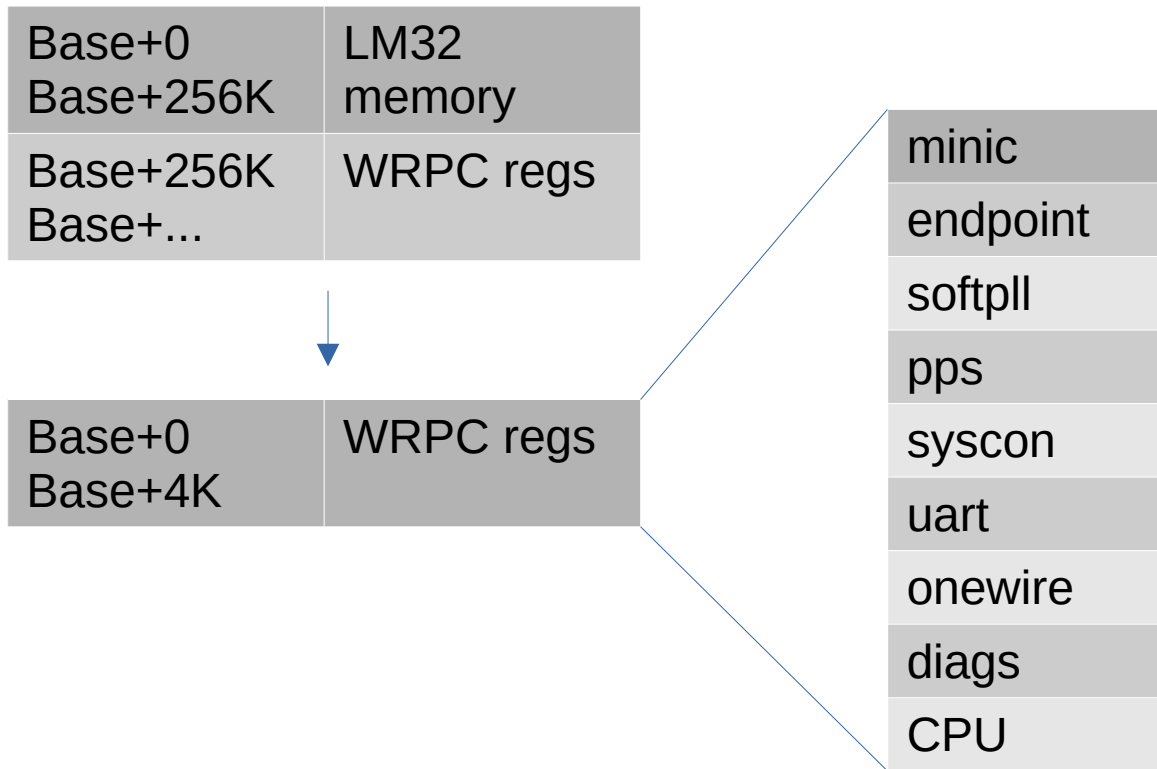 Base+0
Base+256K
LM32
memory
Base+256K
Base+...
WRPC regs
Base+0
Base+4K
WRPC regs
minic
endpoint
softpll
pps
syscon
uart
onewire
diags
CPU